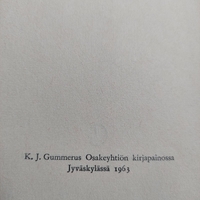 K. J. Gummerus Osakeyhtiön kirjapainossa
Jyväskylässä 1963